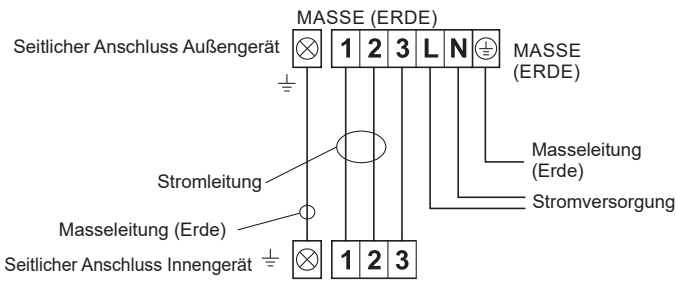 MASSE (ERDE)
Seitlicher Anschluss Außengerät
1 2 3 L N
MASSE
(ERDE)
Masseleitung
(Erde)
Stromleitung
Stromversorgung
Masseleitung (Erde)
Seitlicher Anschluss Innengerät
1 2 3